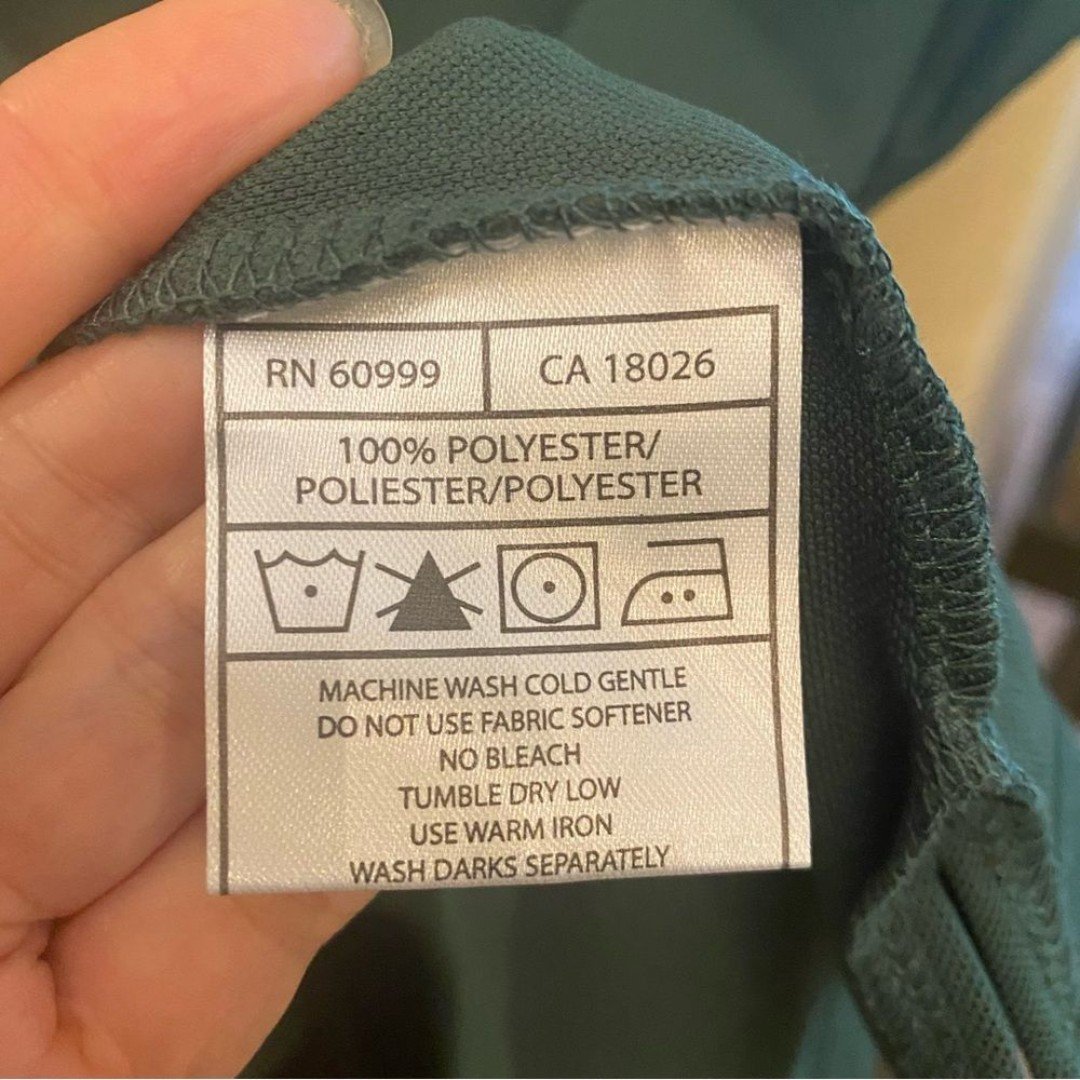 RN 60999 CA 18026
100% POLYESTER/
POLIESTER/POLYESTER
MACHINE WASH COLD GENTLE
DO NOT USE FABRIC SOFTENER
NO BLEACH
TUMBLE DRY LOW
USE WARM IRON
WASH DARKS SEPARATELY